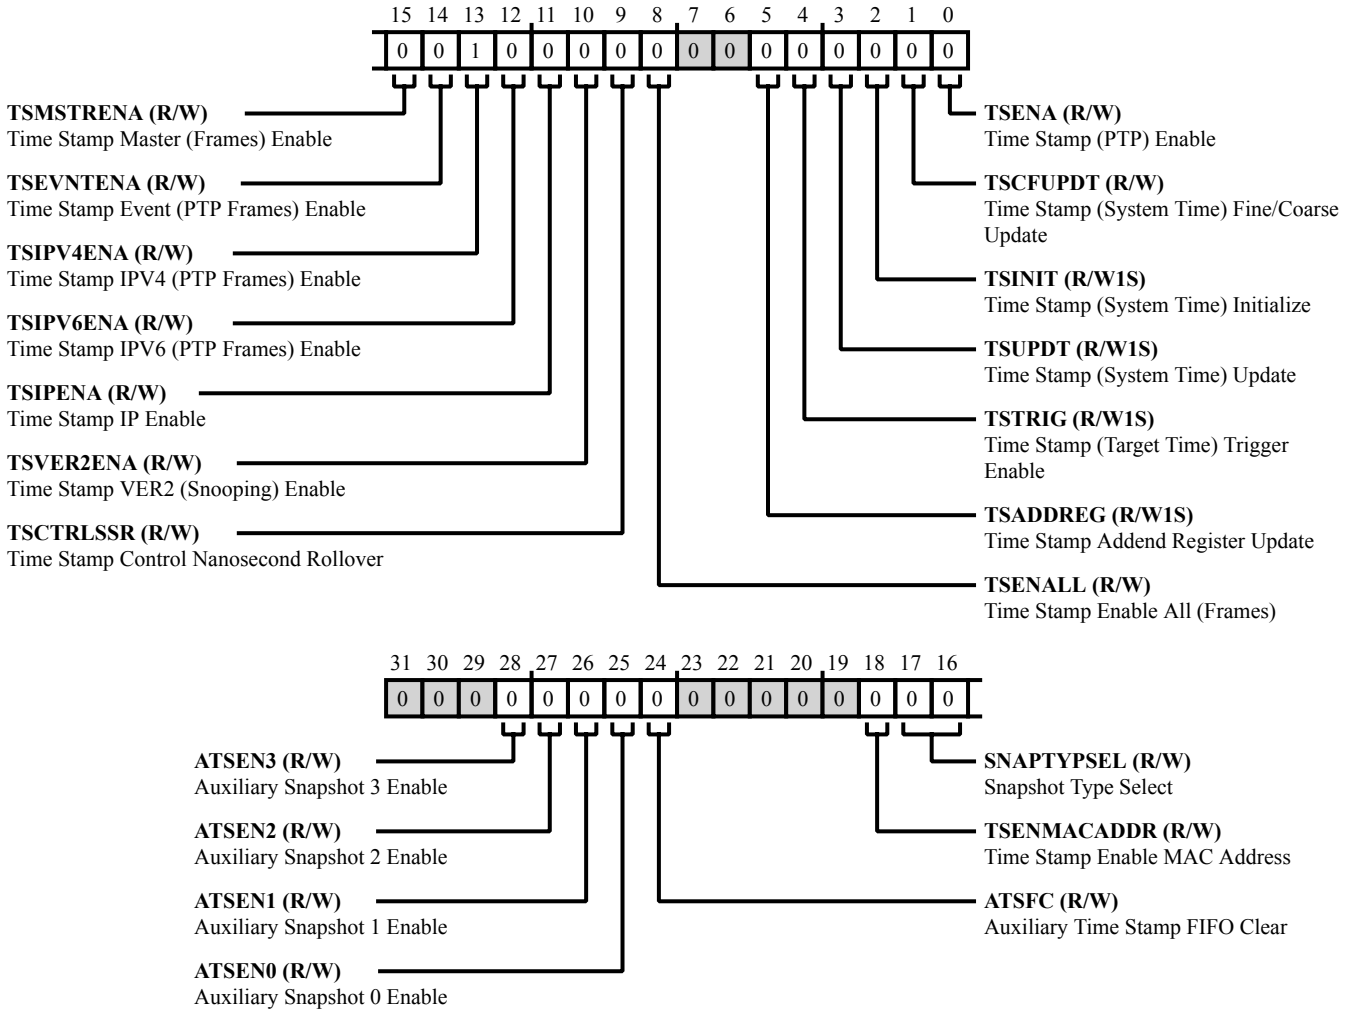 15 14 13 12 11 10 9 8 7 6 5 4 3 2 1 0
0 0 1 0 0 0 0 0 0 0 0 0 0 0 0 0
TSMSTRENA (R/W)
Time Stamp Master (Frames) Enable
TSEVNTENA (R/W)
Time Stamp Event (PTP Frames) Enable
TSIPV4ENA (R/W)
Time Stamp IPV4 (PTP Frames) Enable
TSIPV6ENA (R/W)
Time Stamp IPV6 (PTP Frames) Enable
TSIPENA (R/W)
Time Stamp IP Enable
TSVER2ENA (R/W)
Time Stamp VER2 (Snooping) Enable
TSCTRLSSR (R/W)
Time Stamp Control Nanosecond Rollover
TSENA (R/W)
Time Stamp (PTP) Enable
TSCFUPDT (R/W)
Time Stamp (System Time) Fine/Coarse
Update
TSINIT (R/W1S)
Time Stamp (System Time) Initialize
TSUPDT (R/W1S)
Time Stamp (System Time) Update
TSTRIG (R/W1S)
Time Stamp (Target Time) Trigger
Enable
TSADDREG (R/W1S)
Time Stamp Addend Register Update
TSENALL (R/W)
Time Stamp Enable All (Frames)
31 30 29 28 27 26 25 24 23 22 21 20 19 18 17 16
0 0 0 0 0 0 0 0 0 0 0 0 0 0 0 0
ATSEN3 (R/W)
Auxiliary Snapshot 3 Enable
ATSEN2 (R/W)
Auxiliary Snapshot 2 Enable
ATSEN1 (R/W)
Auxiliary Snapshot 1 Enable
ATSEN0 (R/W)
Auxiliary Snapshot 0 Enable
SNAPTYPSEL (R/W)
Snapshot Type Select
TSENMACADDR (R/W)
Time Stamp Enable MAC Address
ATSFC (R/W)
Auxiliary Time Stamp FIFO Clear